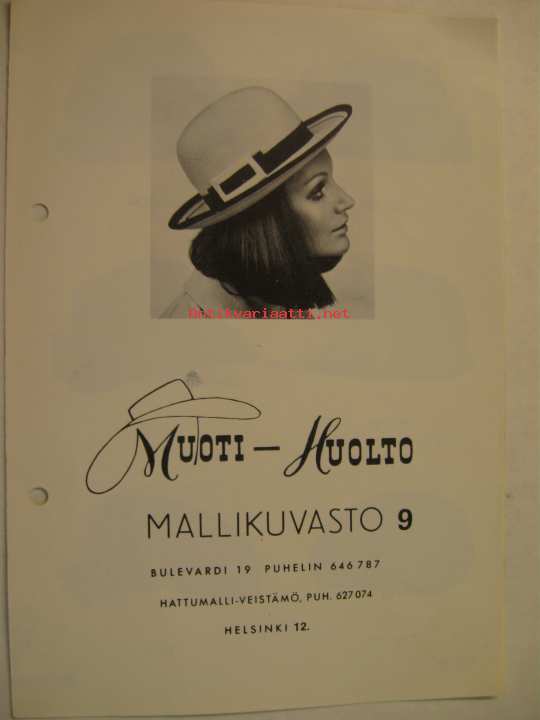 Antikvariaatti.net
MUOTI – HUOLTO
MALLIKUVASTO 9
BULEVARDI 19 PUHELIN 646 787
HATTUMALLI-VEISTÄMÖ, PUH. 627 074
HELSINKI 12.